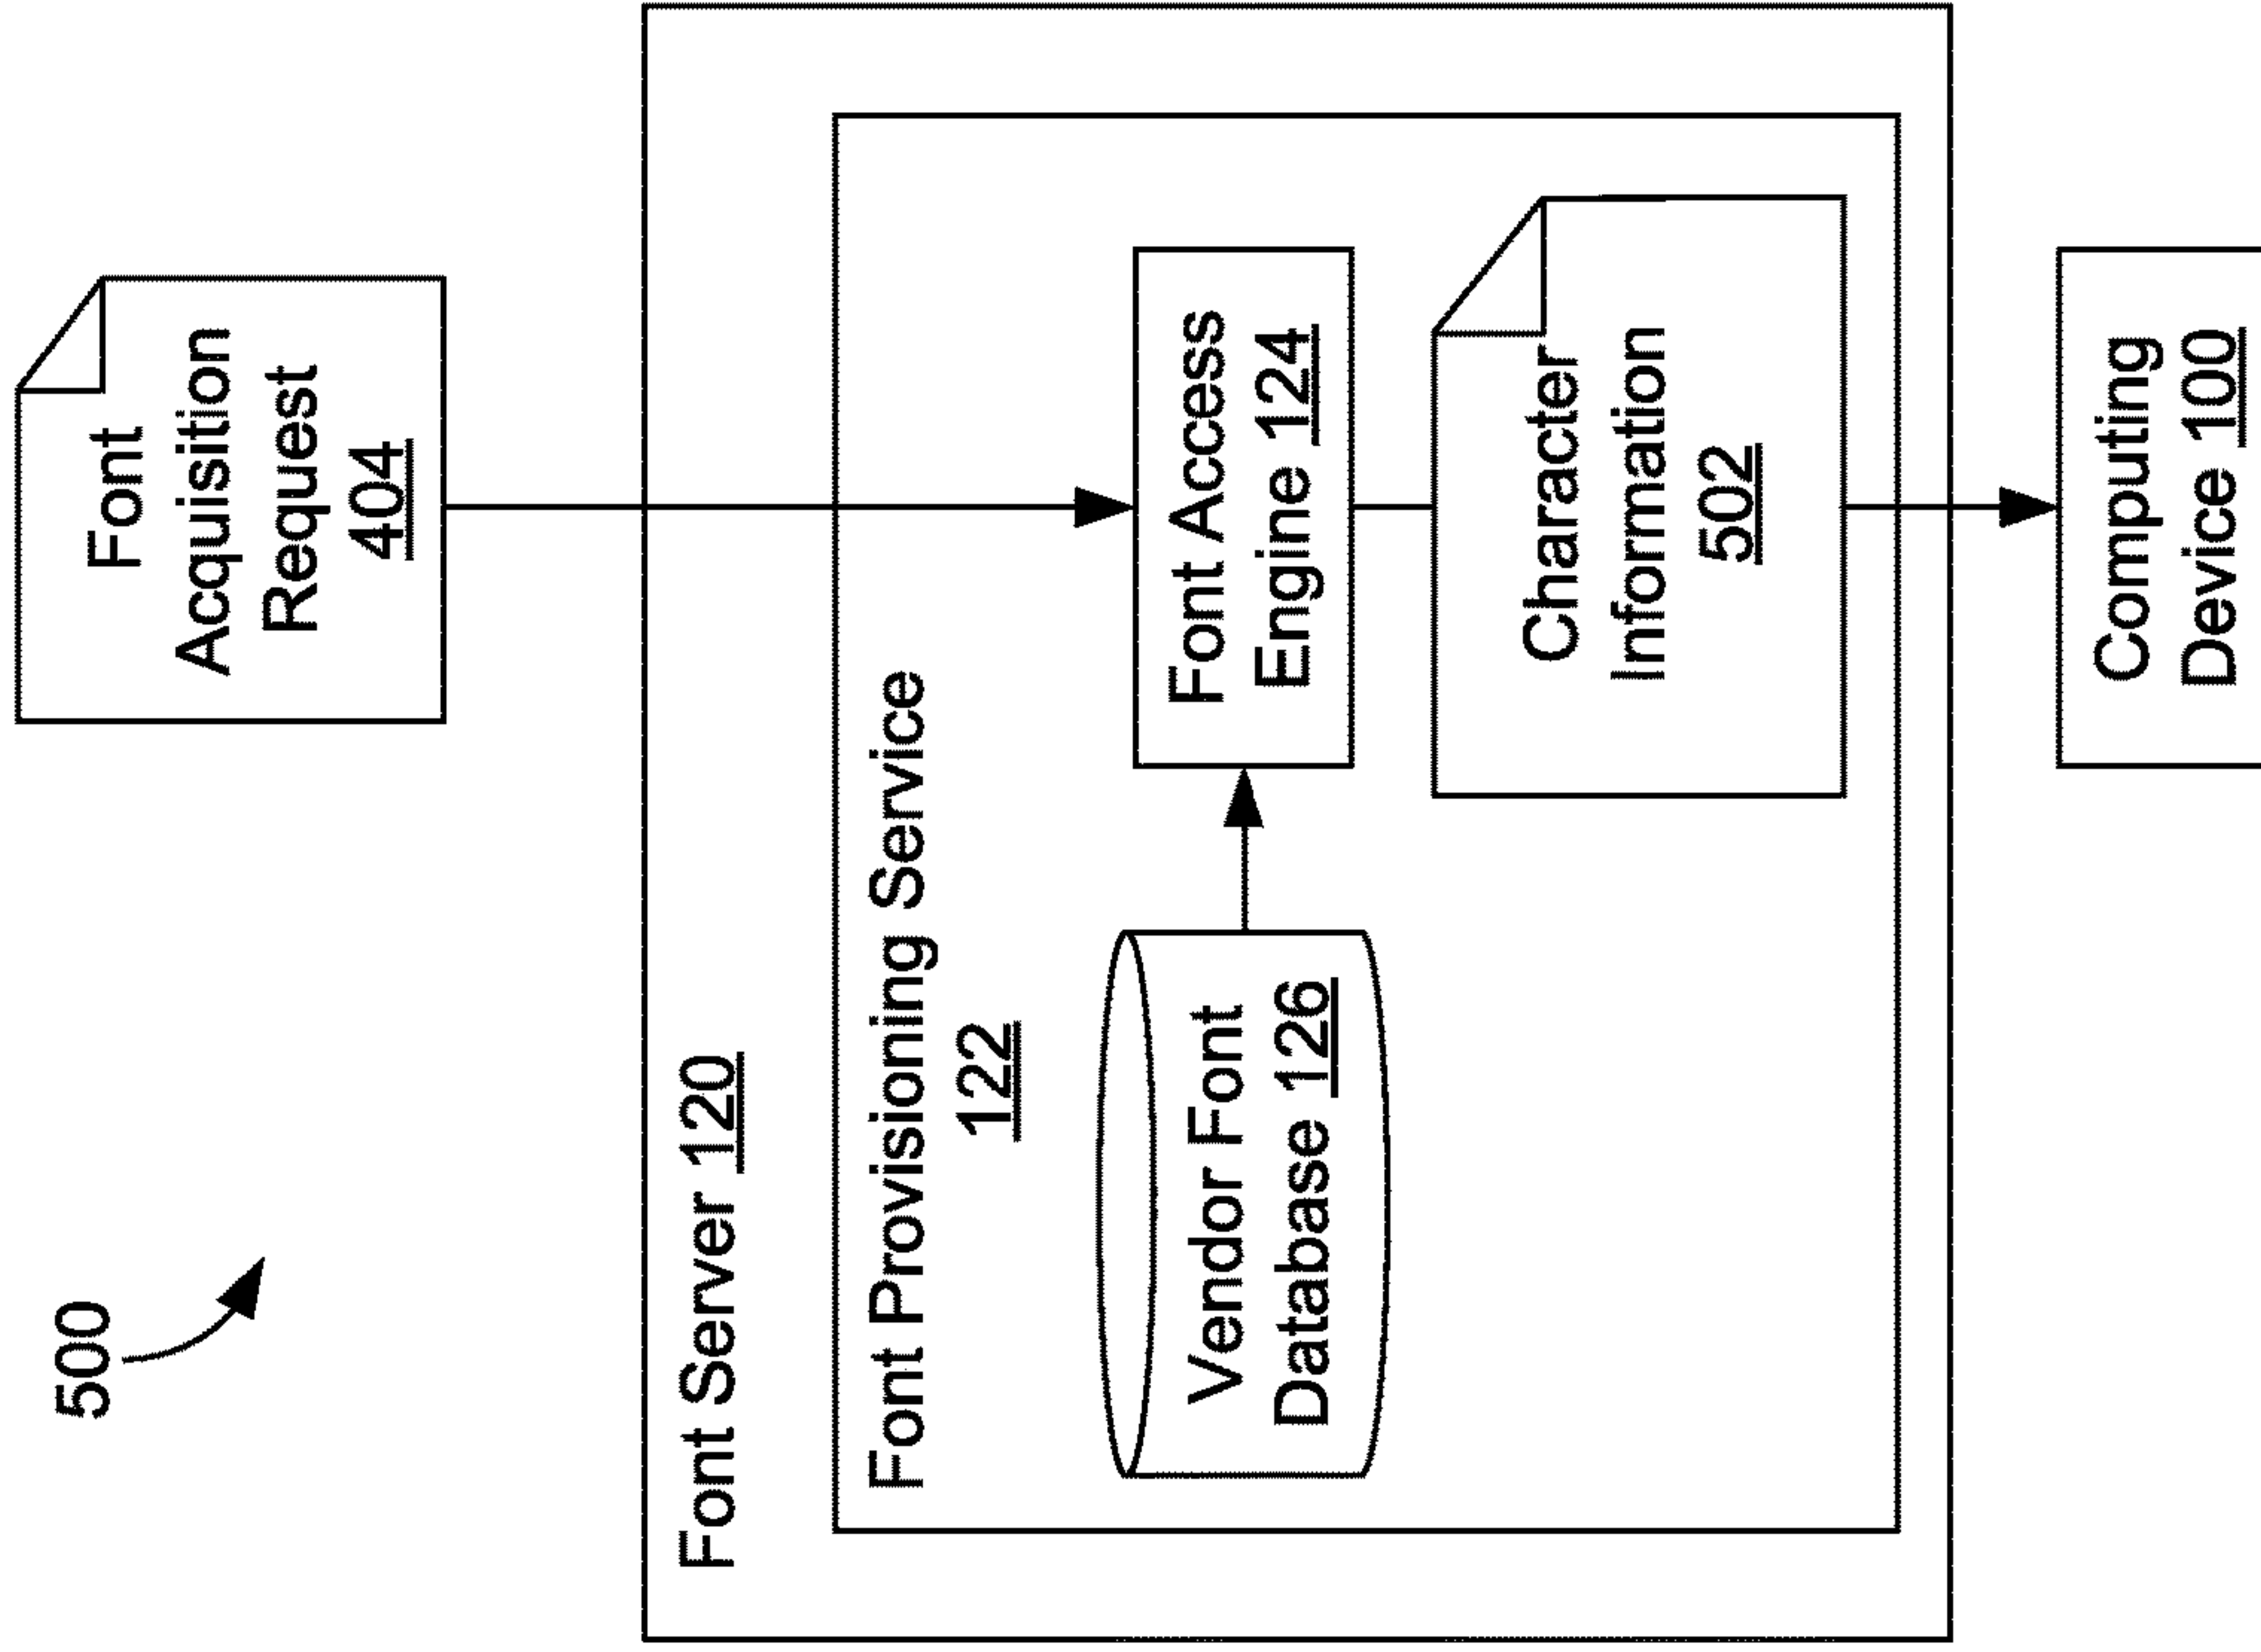 500
Font
Acquisition
Request
404
Font Server 120
Font Provisioning Service
122
Vendor Font
Database 126
Font Access
Engine 124
Character
Information
502
Computing
Device 100